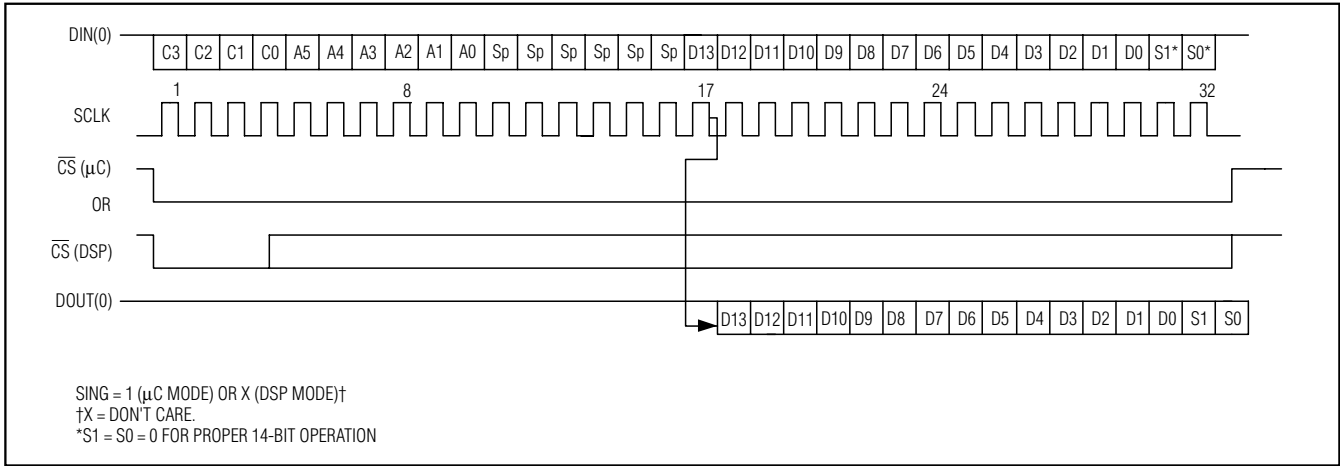 DIN(0) C3 C2 C1 C0 A5 A4 A3 A2 A1 A0 Sp Sp Sp Sp Sp Sp D13 D12 D11 D10 D9 D8 D7 D6 D5 D4 D3 D2 D1 D0 S1* S0*
1 8 17 24 32
SCLK
CS (μC)
OR
CS (DSP)
DOUT(0)
D13 D12 D11 D10 D9 D8 D7 D6 D5 D4 D3 D2 D1 D0 S1 S0
SING = 1 (μC MODE) OR X (DSP MODE)†
†X = DON'T CARE.
*S1 = S0 = 0 FOR PROPER 14-BIT OPERATION